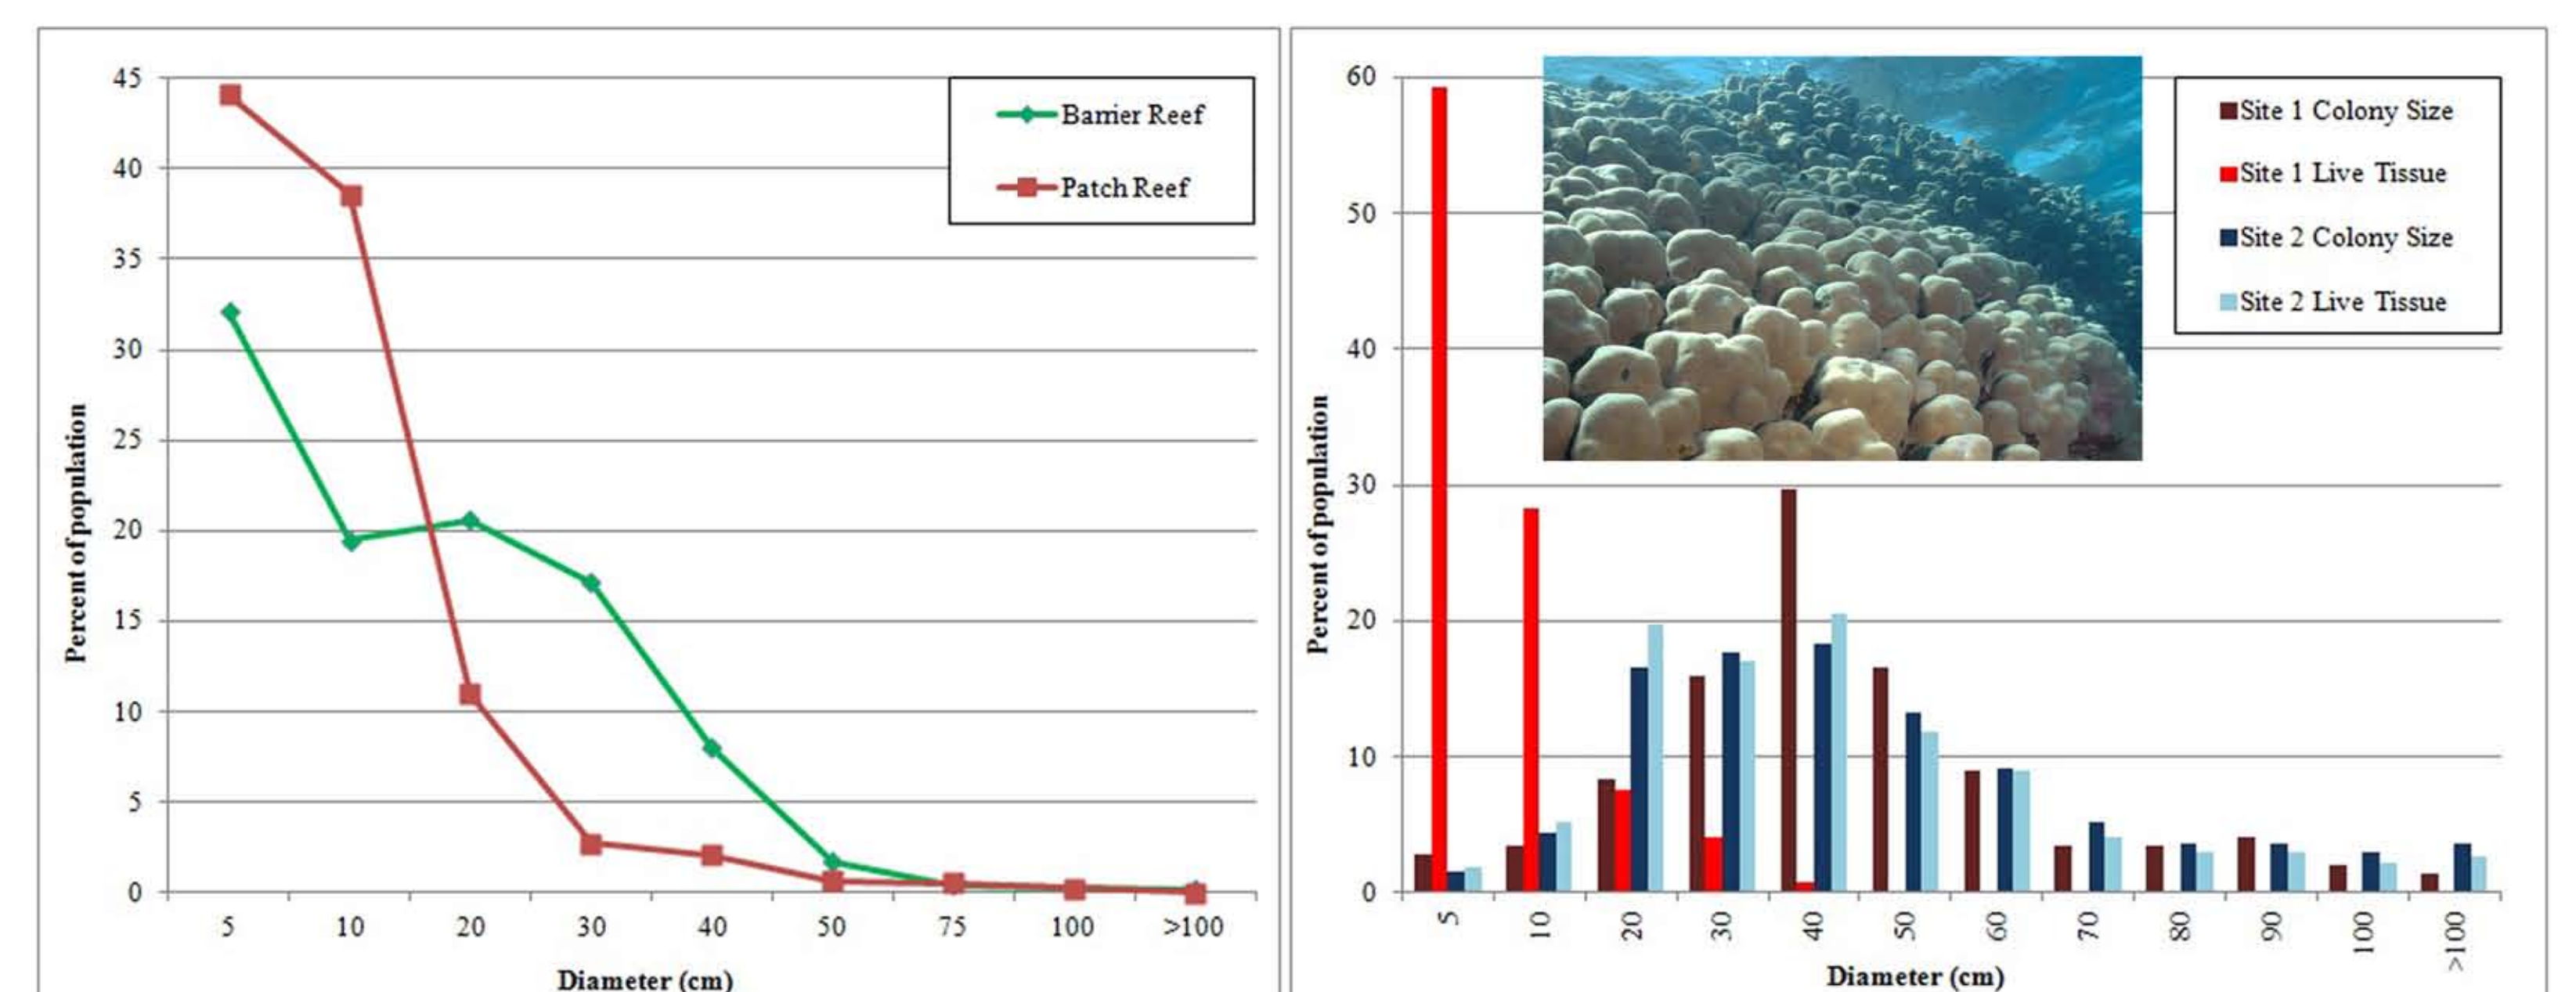 45
40
35
30
25
20
15
10
5
0
Percent of population
5 10 20 30 40 50 75 100 >100
Diameter (cm)
Barrier Reef
Patch Reef
60
50
40
30
20
10
0
Percent of population
5 10 20 30 40 50 60 70 80 90 100 >100
Diameter (cm)
Site 1 Colony Size
Site 1 Live Tissue
Site 2 Colony Size
Site 2 Live Tissue